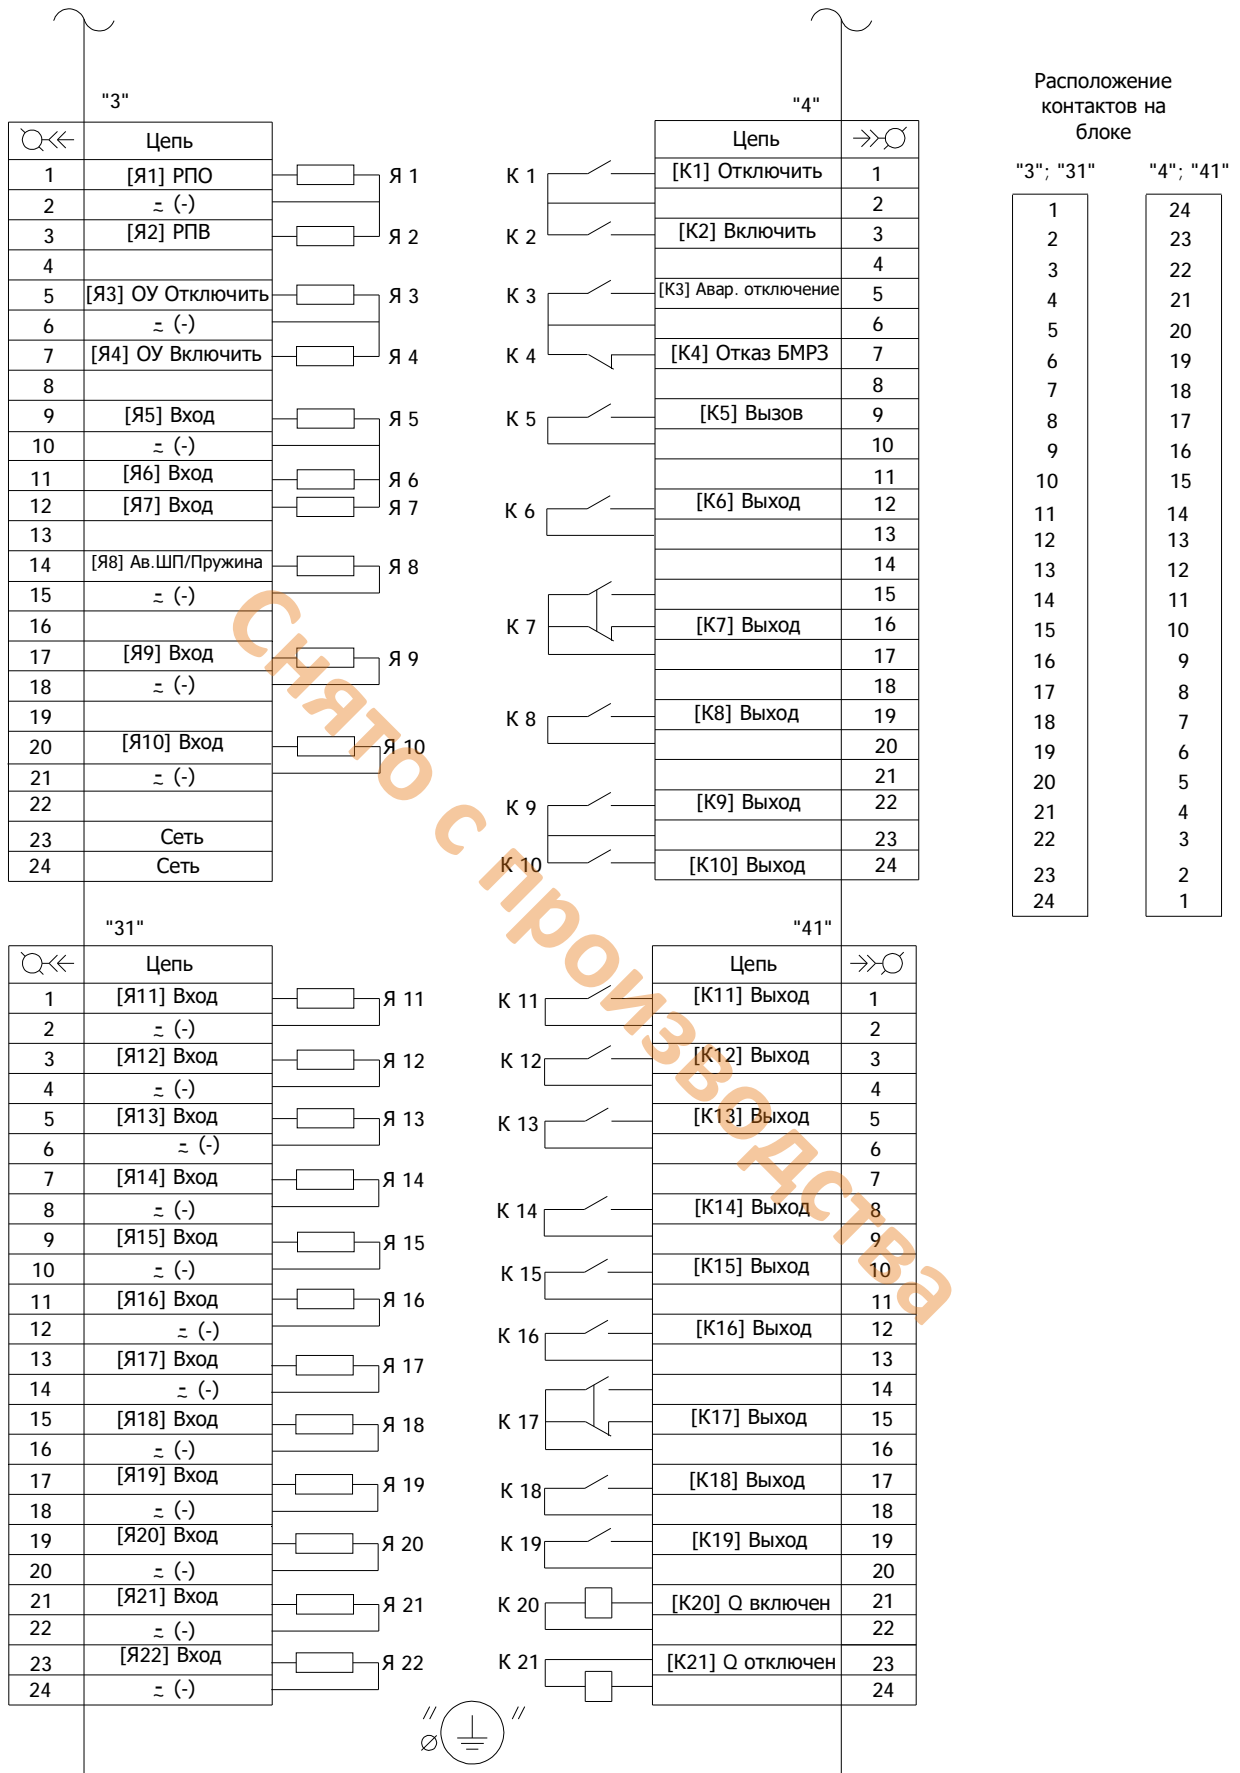 "3"
Цепь
1 [Я1] РПО Я 1
2 ≂ (-)
3 [Я2] РПВ Я 2
4
5 [Я3] ОУ Отключить Я 3
6 ≂ (-)
7 [Я4] ОУ Включить Я 4
8
9 [Я5] Вход Я 5
10 ≂ (-)
11 [Я6] Вход Я 6
12 [Я7] Вход Я 7
13
14 [Я8] Ав.ШП/Пружина Я 8
15 ≂ (-)
16
17 [Я9] Вход Я 9
18 ≂ (-)
19
20 [Я10] Вход Я 10
21 ≂ (-)
22
23 Сеть
24 Сеть
"4"
Цепь
К 1 [К1] Отключить 1
2
К 2 [К2] Включить 3
4
К 3 [К3] Авар. отключение 5
6
К 4 [К4] Отказ БМРЗ 7
8
К 5 [К5] Вызов 9
10
11
К 6 [К6] Выход 12
13
14
15
К 7 [К7] Выход 16
17
18
К 8 [К8] Выход 19
20
21
К 9 [К9] Выход 22
23
К 10 [К10] Выход 24
Расположение
контактов на
блоке
"3"; "31" "4"; "41"
1 24
2 23
3 22
4 21
5 20
6 19
7 18
8 17
9 16
10 15
11 14
12 13
13 12
14 11
15 10
16 9
17 8
18 7
19 6
20 5
21 4
22 3
23 2
24 1
"31"
Цепь
1 [Я11] Вход Я 11
2 ≂ (-)
3 [Я12] Вход Я 12
4 ≂ (-)
5 [Я13] Вход Я 13
6 ≂ (-)
7 [Я14] Вход Я 14
8 ≂ (-)
9 [Я15] Вход Я 15
10 ≂ (-)
11 [Я16] Вход Я 16
12 ≂ (-)
13 [Я17] Вход Я 17
14 ≂ (-)
15 [Я18] Вход Я 18
16 ≂ (-)
17 [Я19] Вход Я 19
18 ≂ (-)
19 [Я20] Вход Я 20
20 ≂ (-)
21 [Я21] Вход Я 21
22 ≂ (-)
23 [Я22] Вход Я 22
24 ≂ (-)
"41"
Цепь
К 11 [К11] Выход 1
2
К 12 [К12] Выход 3
4
К 13 [К13] Выход 5
6
7
К 14 [К14] Выход 8
9
К 15 [К15] Выход 10
11
К 16 [К16] Выход 12
13
14
К 17 [К17] Выход 15
16
К 18 [К18] Выход 17
18
К 19 [К19] Выход 19
20
К 20 [К20] Q включен 21
22
К 21 [К21] Q отключен 23
24
Снято с производства